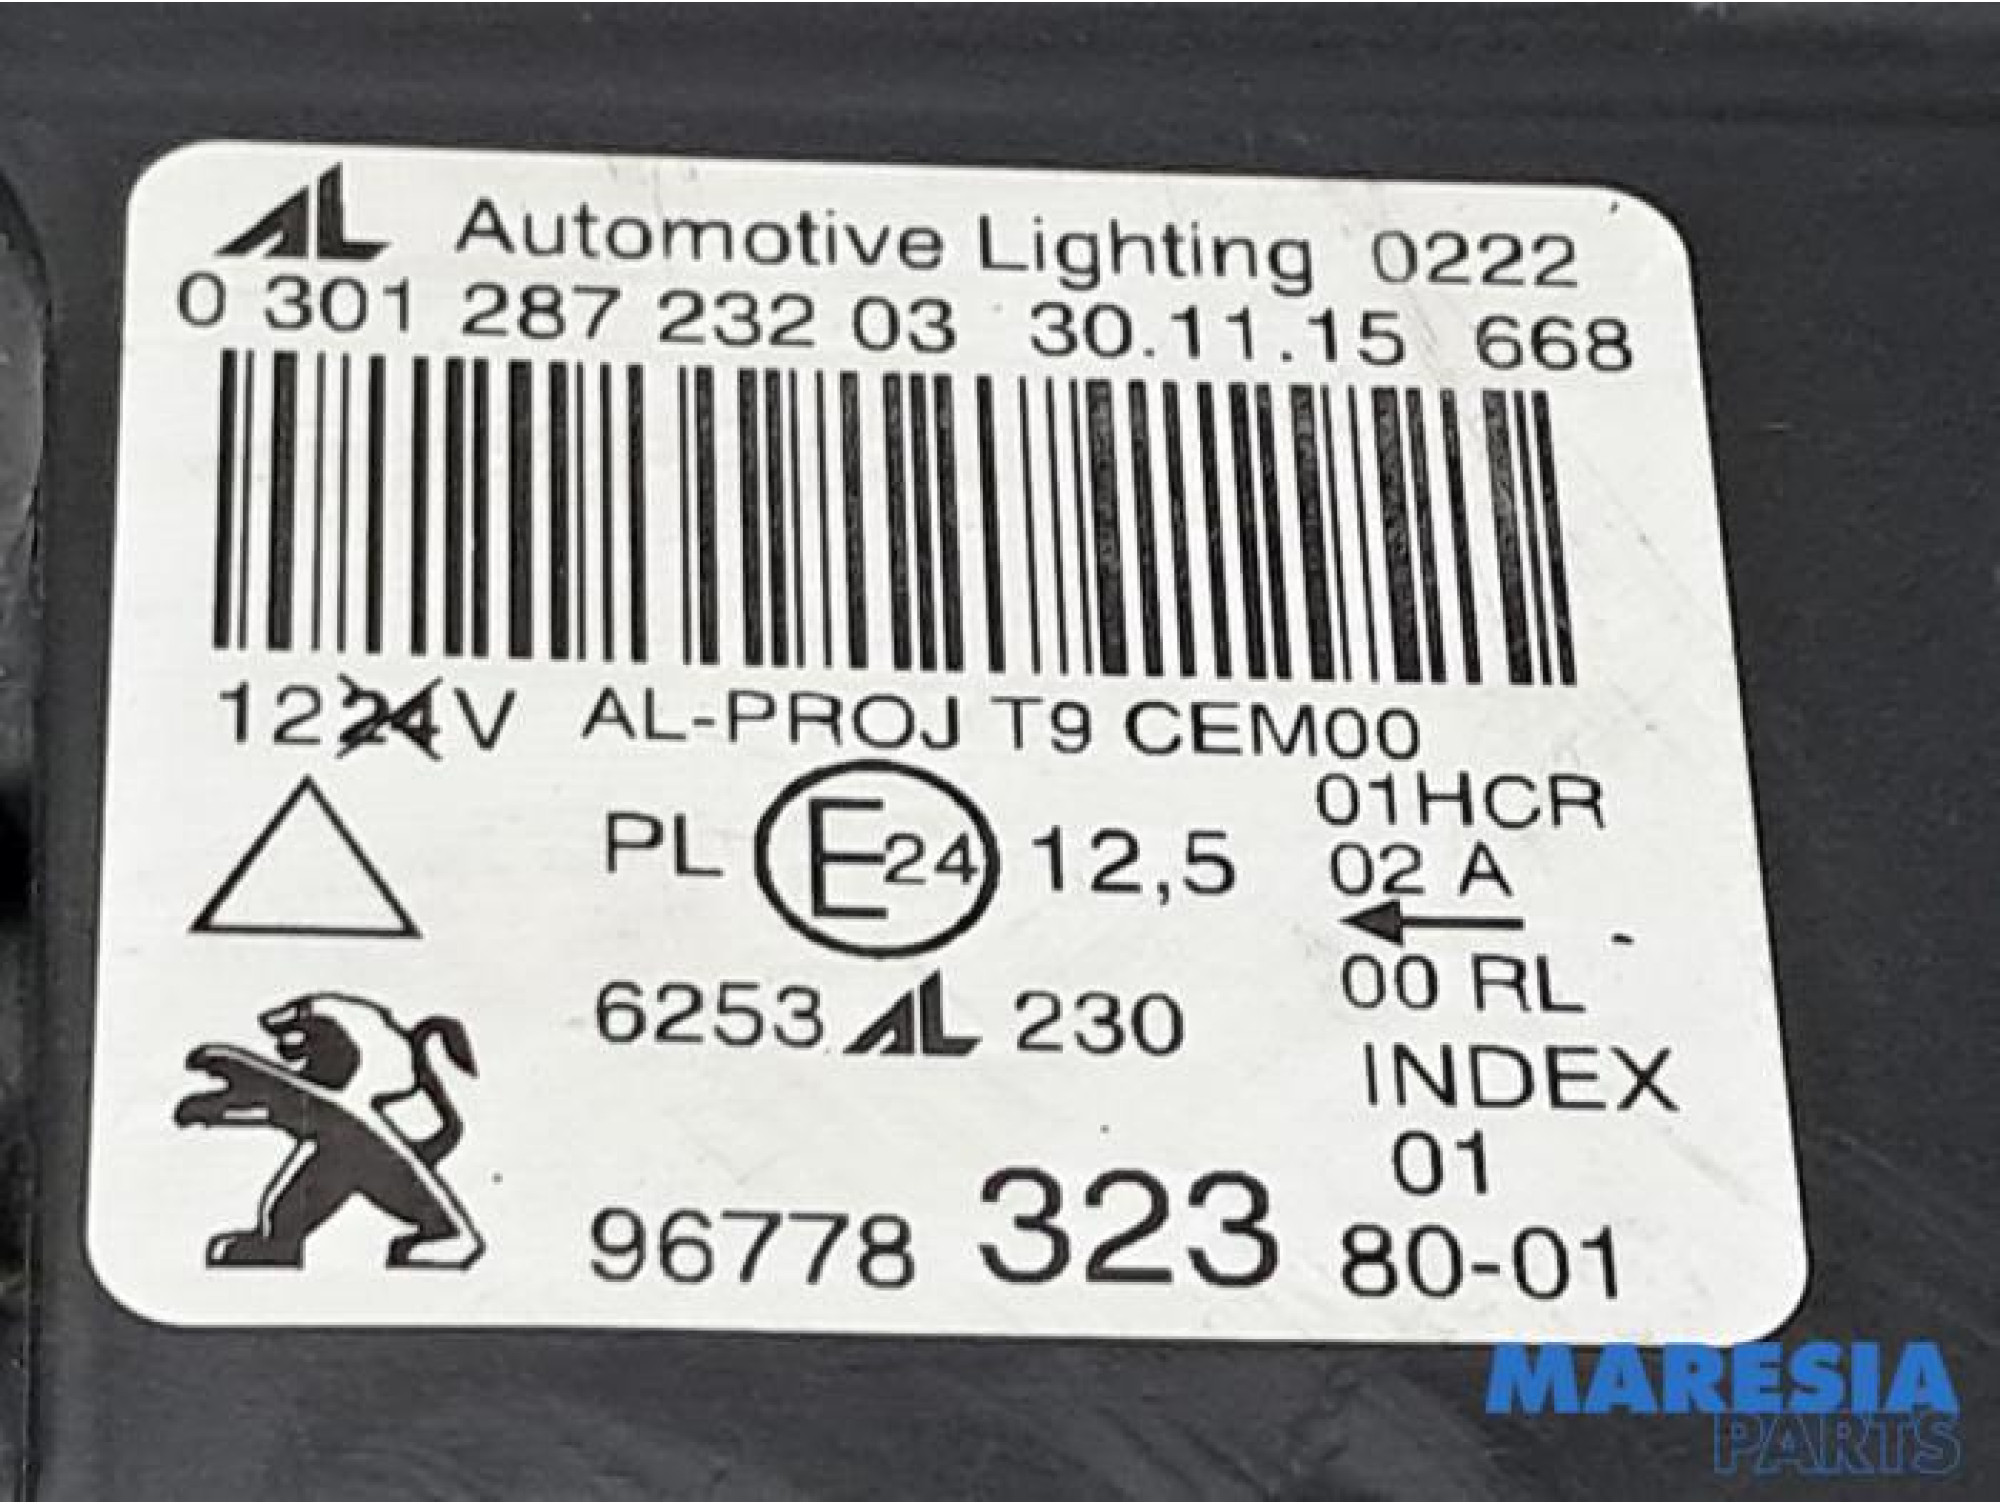 AL Automotive Lighting 0222
0 301 287 232 03 30.11.15 668
1224V AL-PROJ T9 CEM00
01HCR
PL E24 12,5 02 A
00 RL
6253 AL 230
INDEX
01
96778 323 80-01
MARESIA
PARTS